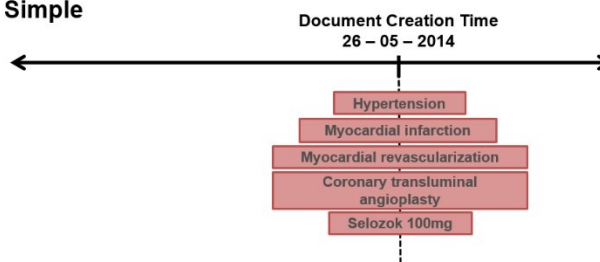 Simple
Document Creation Time
26 – 05 – 2014
Hypertension
Myocardial infarction
Myocardial revascularization
Coronary transluminal
angioplasty
Selozok 100mg